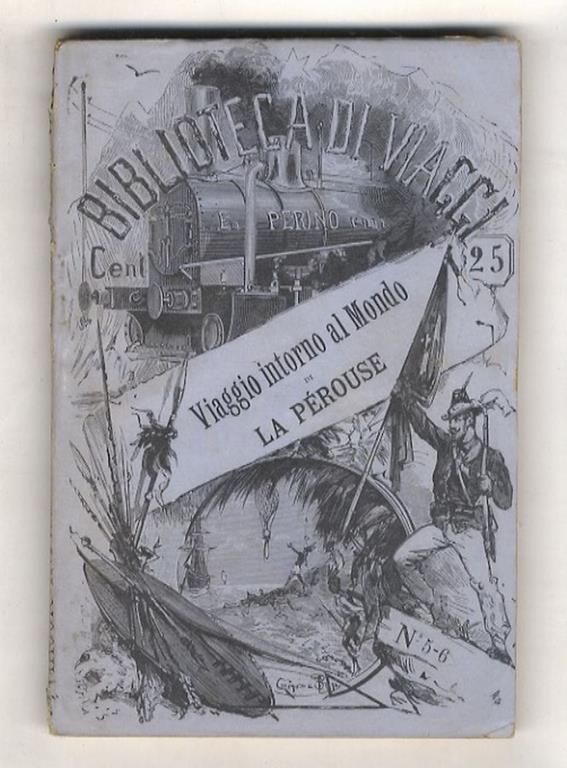 BIBLIOTECA DI VIAGGI
E. PERINO
Cent. 25
Viaggio intorno al Mondo
DI
LA PÉROUSE
N° 5-6